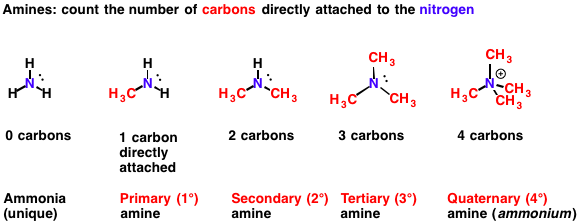 Amines: count the number of carbons directly attached to the nitrogen
H
N
H H
H
N
H₃C H
H
N
H₃C CH₃
CH₃
N
H₃C CH₃
CH₃
N ⊕
H₃C CH₃
CH₃
0 carbons
1 carbon
directly
attached
2 carbons
3 carbons
4 carbons
Ammonia
(unique)
Primary (1°)
amine
Secondary (2°)
amine
Tertiary (3°)
amine
Quaternary (4°)
amine (ammonium)